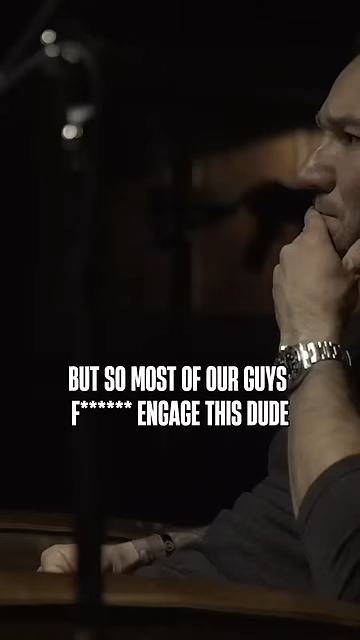 BUT SO MOST OF OUR GUYS
F****** ENGAGE THIS DUDE